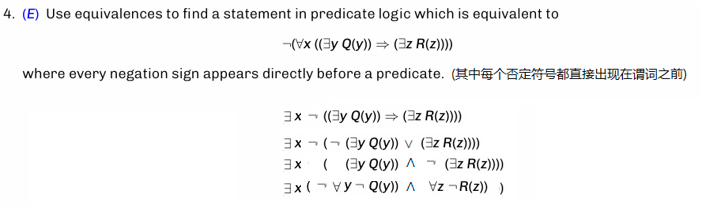 4. (E) Use equivalences to find a statement in predicate logic which is equivalent to
¬(∀x ((∃y Q(y)) ⇒ (∃z R(z))))
where every negation sign appears directly before a predicate. (其中每个否定符号都直接出现在谓词之前)
∃x ¬ ((∃y Q(y)) ⇒ (∃z R(z))))
∃x ¬ (¬ (∃y Q(y)) ∨ (∃z R(z))))
∃x ( (∃y Q(y)) ∧ ¬ (∃z R(z))))
∃x ( ¬ ∀y ¬ Q(y)) ∧ ∀z ¬R(z)) )